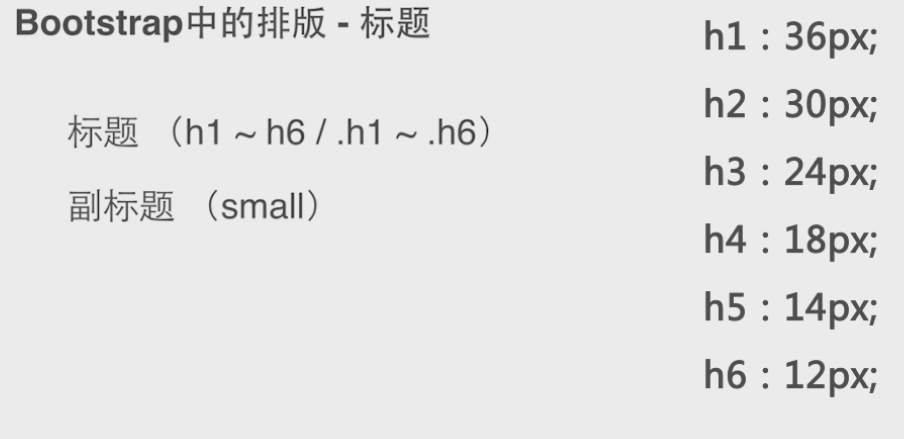 Bootstrap中的排版 - 标题
标题 （h1 ~ h6 / .h1 ~ .h6）
副标题 （small）
h1 : 36px;
h2 : 30px;
h3 : 24px;
h4 : 18px;
h5 : 14px;
h6 : 12px;